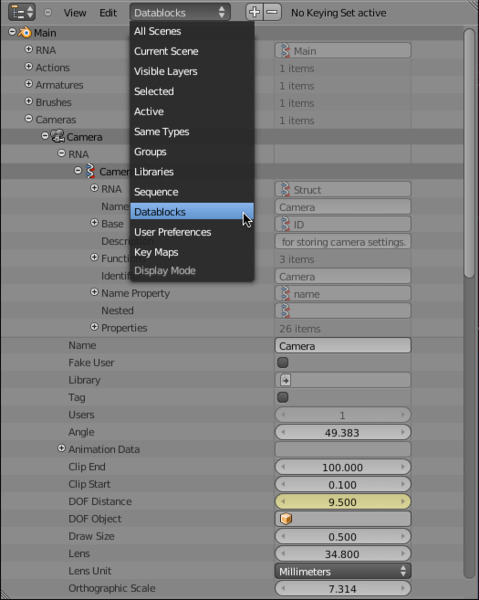 View Edit Datablocks No Keying Set active
Main
All Scenes
RNA Current Scene Main
Actions Visible Layers 1 items
Armatures Selected 1 items
Brushes Active 1 items
Cameras Same Types 1 items
Camera Groups
RNA
Libraries
Sequence
RNA Struct
Name Datablocks Camera
Base User Preferences ID
Key Maps for storing camera settings.
3 items
Display Mode Camera
Name Property name
Nested
Properties 26 items
Name Camera
Fake User
Library
Tag
Users 1
Angle 49.383
Animation Data
Clip End 100.000
Clip Start 0.100
DOF Distance 9.500
DOF Object
Draw Size 0.500
Lens 34.800
Lens Unit Millimeters
Orthographic Scale 7.314